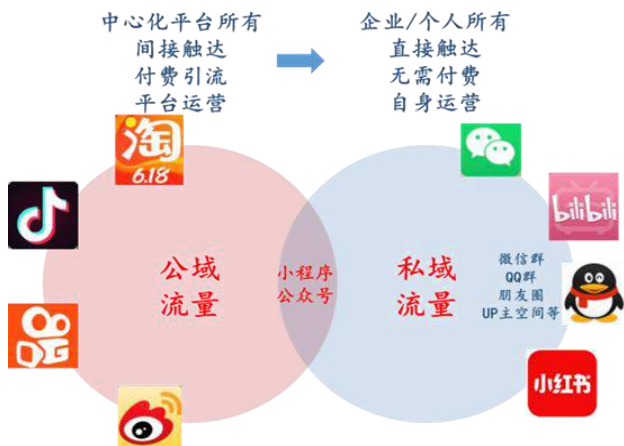 中心化平台所有
间接触达
付费引流
平台运营
企业/个人所有
直接触达
无需付费
自身运营
淘
6.18
bilibili
公域
流量
小程序
公众号
私域
流量
微信群
QQ群
朋友圈
UP主空间等
小红书